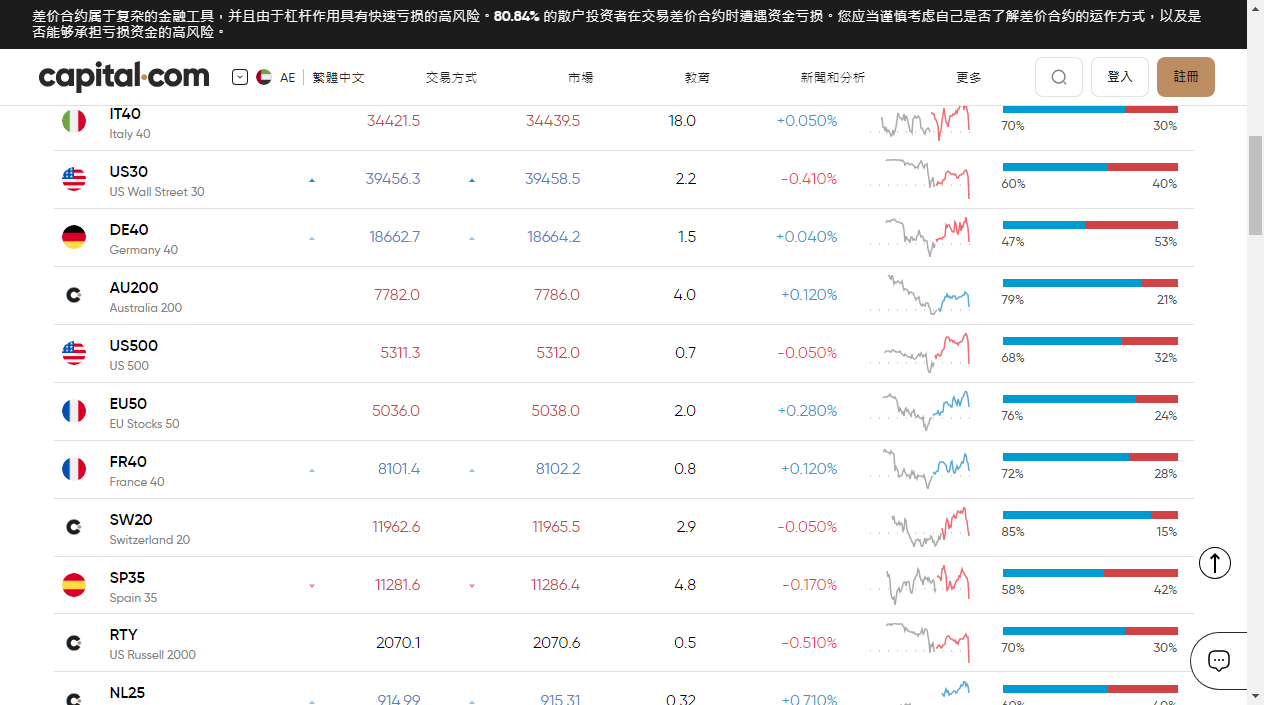 差价合约属于复杂的金融工具，并且由于杠杆作用具有快速亏损的高风险。80.84% 的散户投资者在交易差价合约时遭遇资金亏损。您应当谨慎考虑自己是否了解差价合约的运作方式，以及是
否能够承担亏损资金的高风险。
capital.com AE 繁體中文 交易方式 市場 教育 新聞和分析 更多 登入 註冊
IT40 34421.5 34439.5 18.0 +0.050%
Italy 40 70% 30%
US30 39456.3 39458.5 2.2 -0.410%
US Wall Street 30 60% 40%
DE40 18662.7 18664.2 1.5 +0.040%
Germany 40 47% 53%
AU200 7782.0 7786.0 4.0 +0.120%
Australia 200 79% 21%
US500 5311.3 5312.0 0.7 -0.050%
US 500 68% 32%
EU50 5036.0 5038.0 2.0 +0.280%
EU Stocks 50 76% 24%
FR40 8101.4 8102.2 0.8 +0.120%
France 40 72% 28%
SW20 11962.6 11965.5 2.9 -0.050%
Switzerland 20 85% 15%
SP35 11281.6 11286.4 4.8 -0.170%
Spain 35 58% 42%
RTY 2070.1 2070.6 0.5 -0.510%
US Russell 2000 70% 30%
NL25 914.99 915.31 0.32 +0.710%
60% 40%